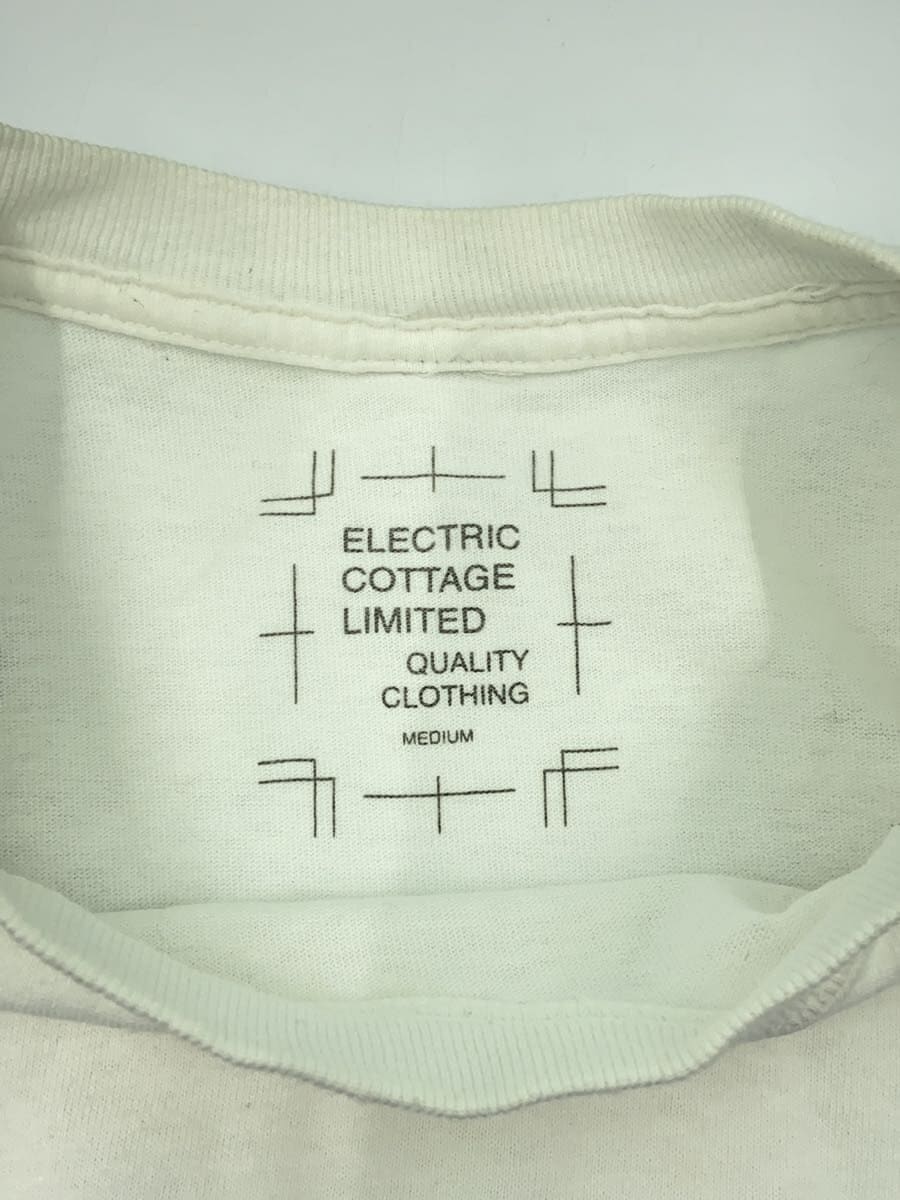 ELECTRIC
COTTAGE
LIMITED
QUALITY
CLOTHING
MEDIUM